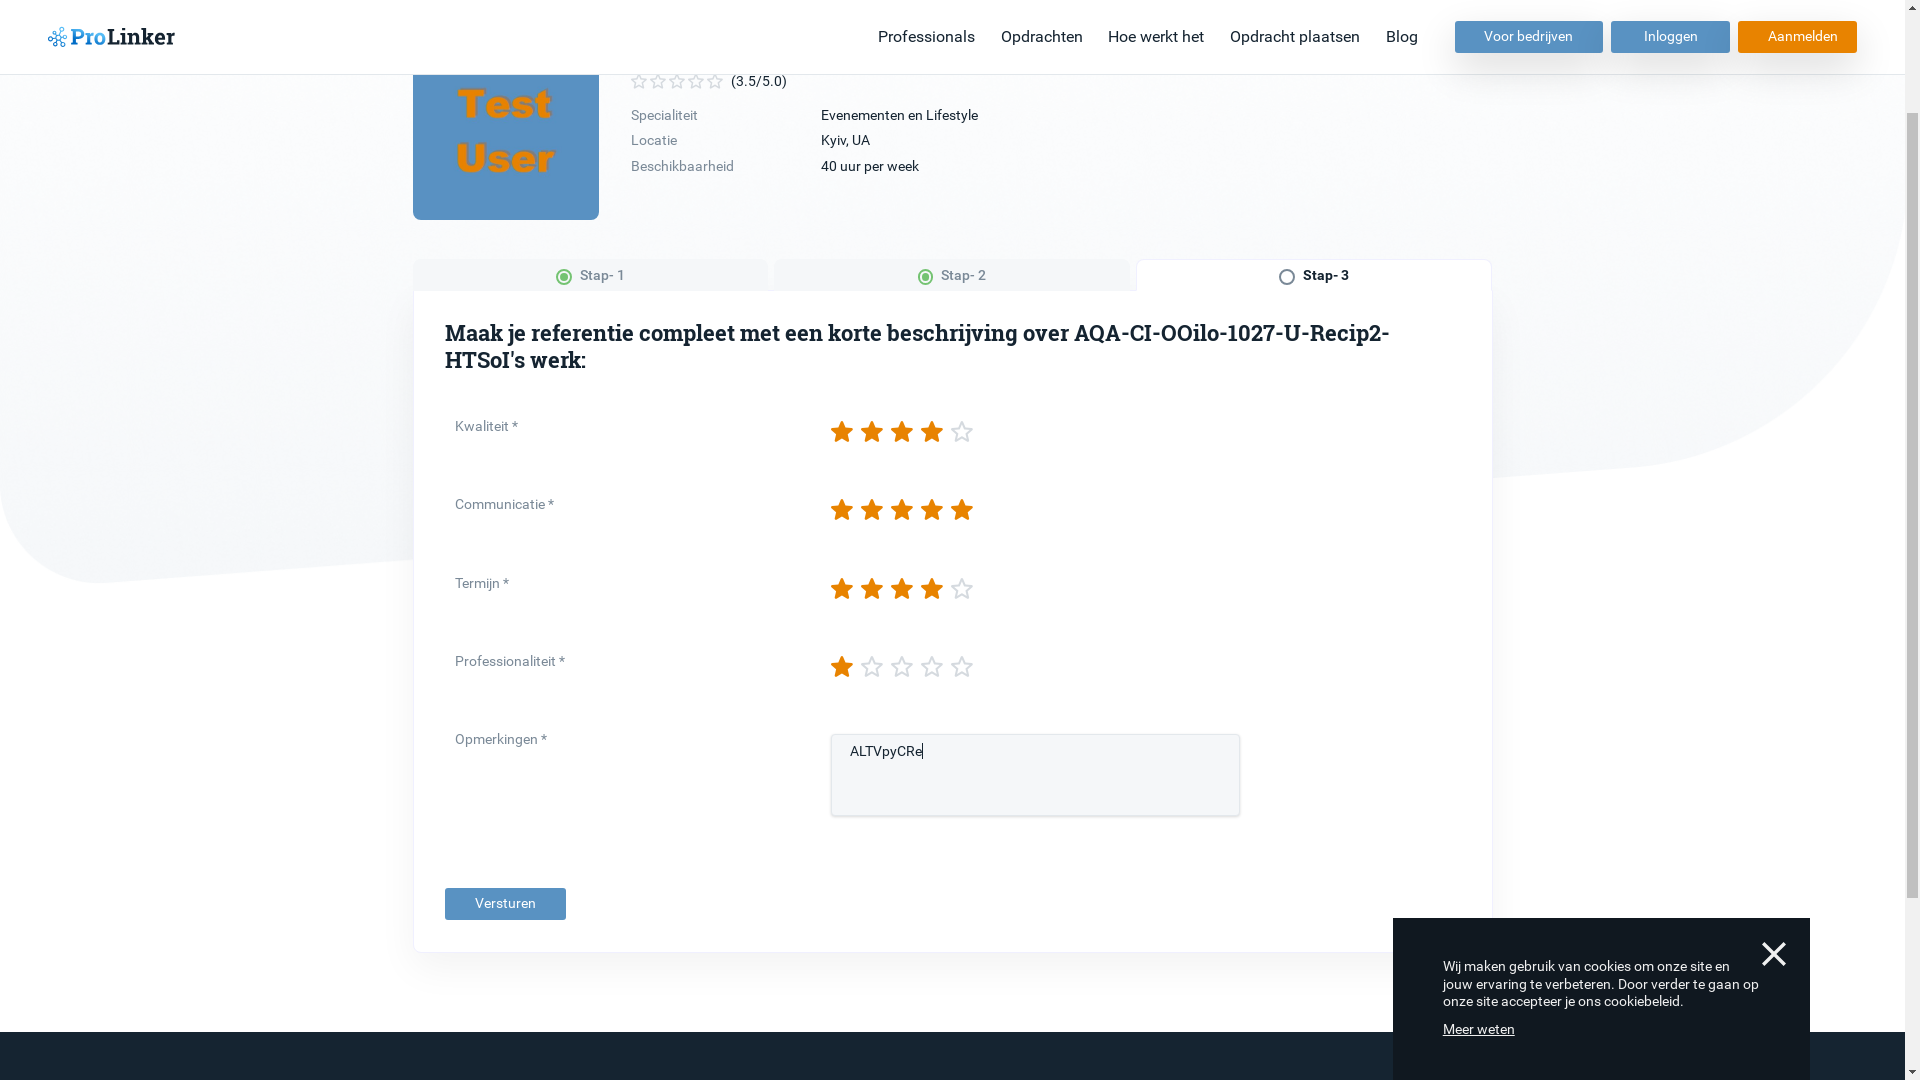 ProLinker
Professionals Opdrachten Hoe werkt het Opdracht plaatsen Blog Voor bedrijven Inloggen Aanmelden
Test
User
(3.5/5.0)
Specialiteit Evenementen en Lifestyle
Locatie Kyiv, UA
Beschikbaarheid 40 uur per week
Stap- 1 Stap- 2 Stap- 3
Maak je referentie compleet met een korte beschrijving over AQA-CI-OOilo-1027-U-Recip2-
HTSoI's werk:
Kwaliteit *
Communicatie *
Termijn *
Professionaliteit *
Opmerkingen *
ALTVpyCRe
Versturen
Wij maken gebruik van cookies om onze site en
jouw ervaring te verbeteren. Door verder te gaan op
onze site accepteer je ons cookiebeleid.
Meer weten